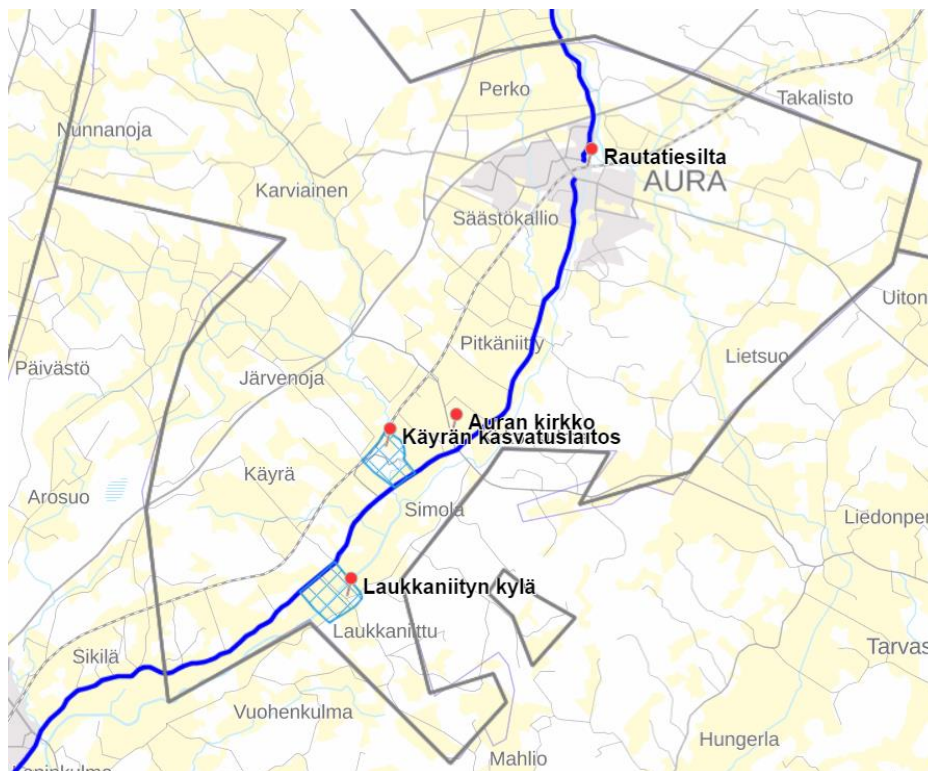 Perko
Takalisto
Nunnanoja
Rautatiesilta
AURA
Karviainen
Säästökallio
Uiton
Pitkäniitty
Lietsuo
Päivästö
Järvenoja
Auran kirkko
Käyrän kasvatuslaitos
Käyrä
Arosuo
Simola
Liedonper
Laukkaniityn kylä
Laukkaniittu
Sikilä
Tarvas
Vuohenkulma
Hungerla
Mahlio